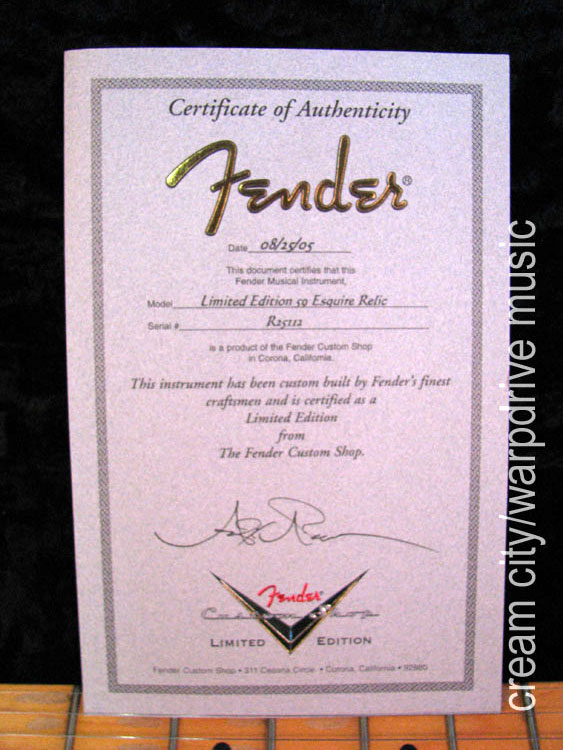 Certificate of Authenticity
Fender®
Date 08/25/05
This document certifies that this
Fender Musical Instrument,
Model Limited Edition 59 Esquire Relic
Serial # R25112
is a product of the Fender Custom Shop
in Corona, California.
This instrument has been custom built by Fender's finest
craftsmen and is certified as a
Limited Edition
from
The Fender Custom Shop.
Fender
Custom Shop
LIMITED EDITION
Fender Custom Shop • 311 Cessna Circle • Corona, California • 92880
cream city/warpdrive music